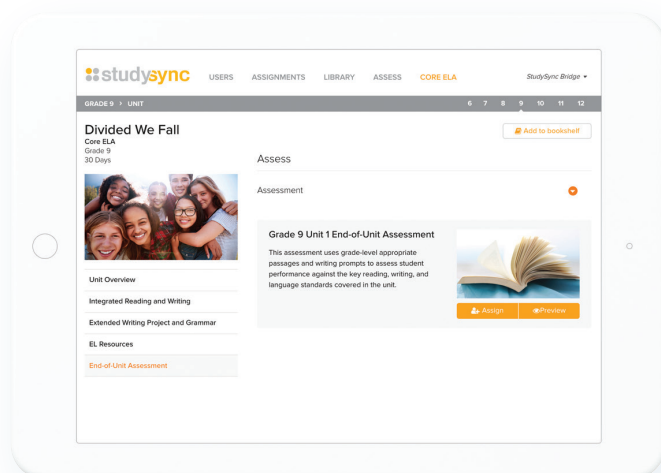 studysync
USERS ASSIGNMENTS LIBRARY ASSESS CORE ELA StudySync Bridge
GRADE 9 > UNIT 6 7 8 9 10 11 12
Divided We Fall
Core ELA
Grade 9
30 Days
Add to bookshelf
Unit Overview
Integrated Reading and Writing
Extended Writing Project and Grammar
EL Resources
End-of-Unit Assessment
Assess
Assessment
Grade 9 Unit 1 End-of-Unit Assessment
This assessment uses grade-level appropriate
passages and writing prompts to assess student
performance against the key reading, writing, and
language standards covered in the unit.
Assign Preview